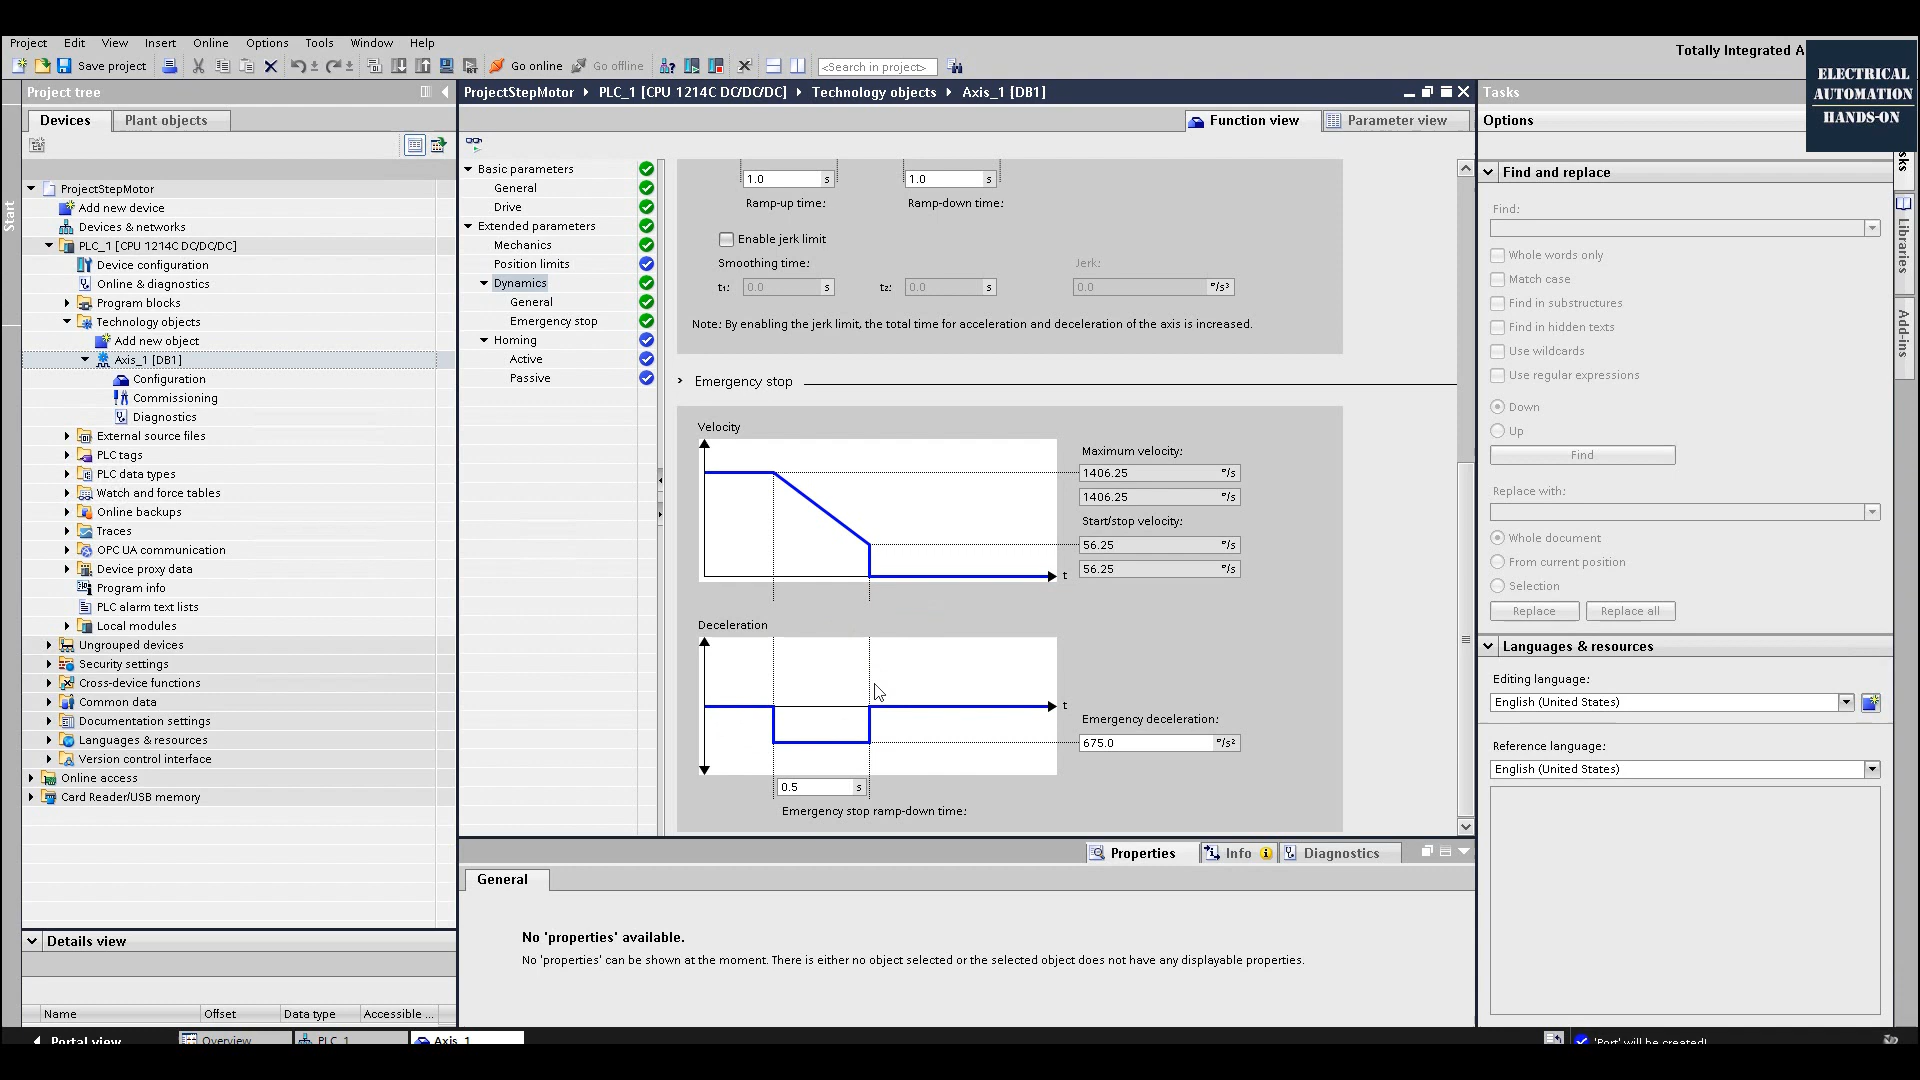 Project Edit View Insert Online Options Tools Window Help
Totally Integrated A
ELECTRICAL
AUTOMATION
HANDS-ON
Save project
Go online
Go offline
<Search in project>
Project tree
ProjectStepMotor
PLC_1 [CPU 1214C DC/DC/DC]
Technology objects
Axis_1 [DB1]
Tasks
Devices
Plant objects
Function view
Parameter view
Options
Start
ProjectStepMotor
Add new device
Devices & networks
PLC_1 [CPU 1214C DC/DC/DC]
Device configuration
Online & diagnostics
Program blocks
Technology objects
Add new object
Axis_1 [DB1]
Configuration
Commissioning
Diagnostics
External source files
PLC tags
PLC data types
Watch and force tables
Online backups
Traces
OPC UA communication
Device proxy data
Program info
PLC alarm text lists
Local modules
Ungrouped devices
Security settings
Cross-device functions
Common data
Documentation settings
Languages & resources
Version control interface
Online access
Card Reader/USB memory
Details view
Name
Offset
Data type
Accessible ...
Basic parameters
General
Drive
Extended parameters
Mechanics
Position limits
Dynamics
General
Emergency stop
Homing
Active
Passive
1.0 s
1.0 s
Ramp-up time:
Ramp-down time:
Enable jerk limit
Smoothing time:
Jerk:
t1: 0.0 s
t2: 0.0 s
0.0 °/s³
Note: By enabling the jerk limit, the total time for acceleration and deceleration of the axis is increased.
Emergency stop
Velocity
Maximum velocity:
1406.25 °/s
1406.25 °/s
Start/stop velocity:
56.25 °/s
56.25 °/s
t
Deceleration
t
Emergency deceleration:
675.0 °/s²
0.5 s
Emergency stop ramp-down time:
Properties
Info
Diagnostics
General
No 'properties' available.
No 'properties' can be shown at the moment. There is either no object selected or the selected object does not have any displayable properties.
Find and replace
Find:
Whole words only
Match case
Find in substructures
Find in hidden texts
Use wildcards
Use regular expressions
Down
Up
Find
Replace with:
Whole document
From current position
Selection
Replace
Replace all
Languages & resources
Editing language:
English (United States)
Reference language:
English (United States)
sks
Libraries
Add-ins
Portal view
Overview
PLC_1
Axis_1
'Port' will be created!